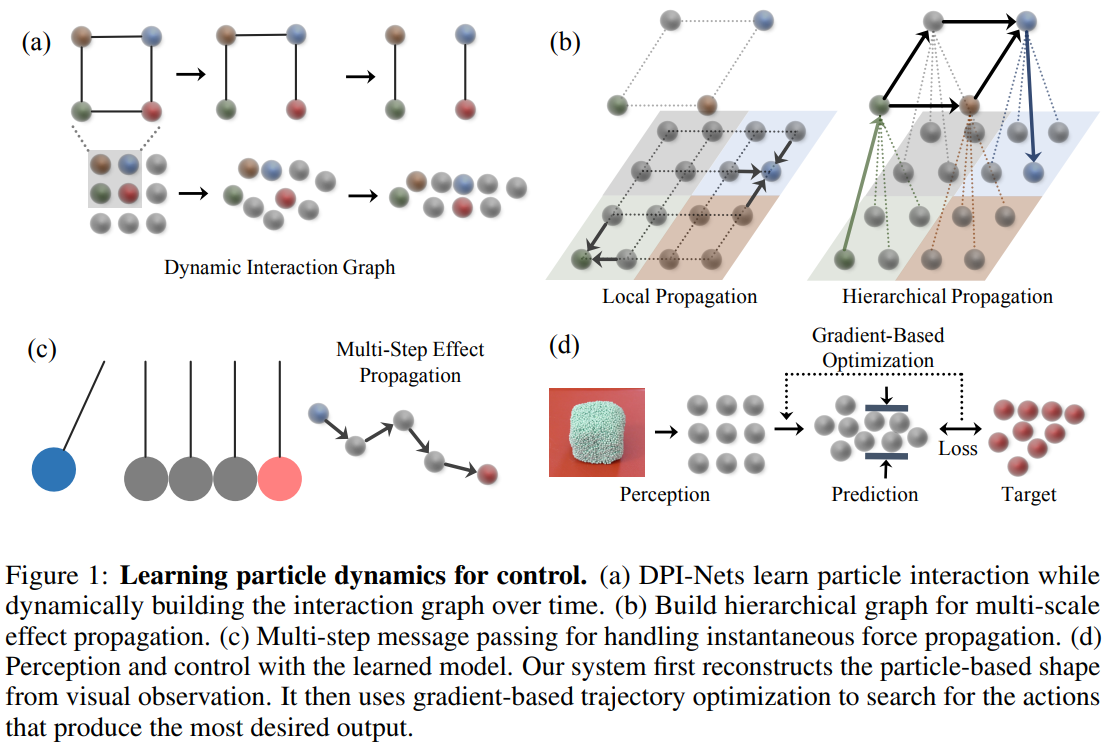 (a)
Dynamic Interaction Graph
(b)
Local Propagation
Hierarchical Propagation
(c)
Multi-Step Effect
Propagation
(d)
Gradient-Based
Optimization
Loss
Perception
Prediction
Target
Figure 1: Learning particle dynamics for control. (a) DPI-Nets learn particle interaction while
dynamically building the interaction graph over time. (b) Build hierarchical graph for multi-scale
effect propagation. (c) Multi-step message passing for handling instantaneous force propagation. (d)
Perception and control with the learned model. Our system first reconstructs the particle-based shape
from visual observation. It then uses gradient-based trajectory optimization to search for the actions
that produce the most desired output.